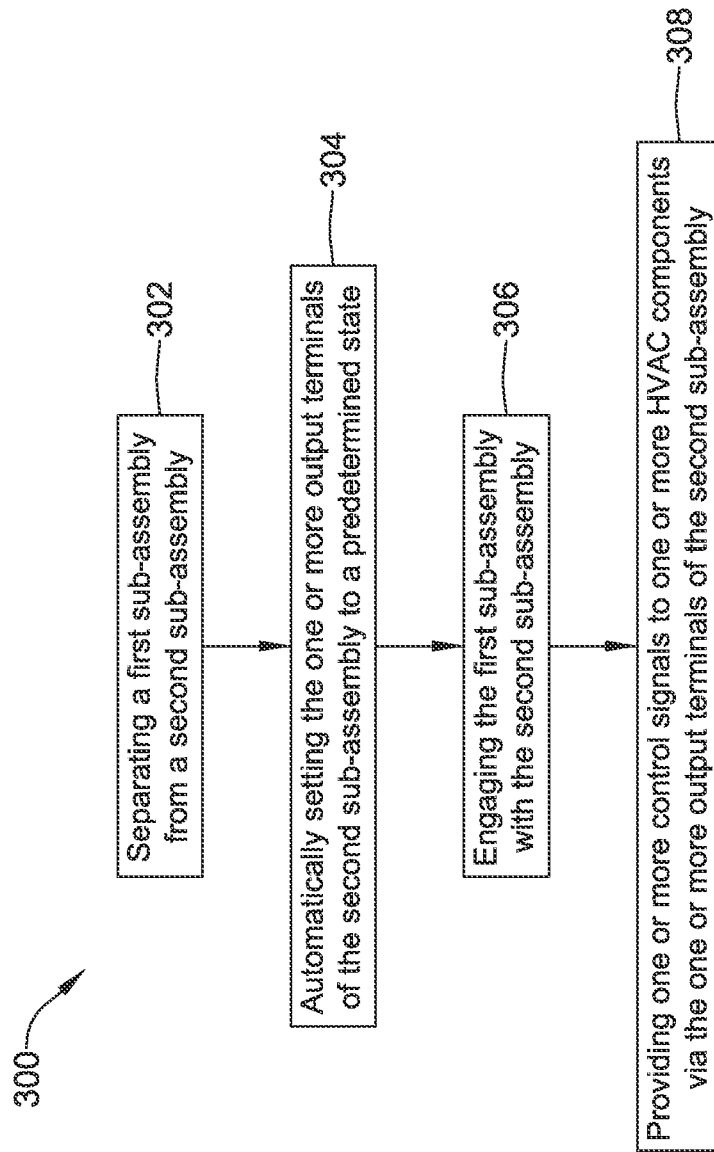 300
302
Separating a first sub-assembly
from a second sub-assembly
304
Automatically setting the one or more output terminals
of the second sub-assembly to a predetermined state
306
Engaging the first sub-assembly
with the second sub-assembly
308
Providing one or more control signals to one or more HVAC components
via the one or more output terminals of the second sub-assembly